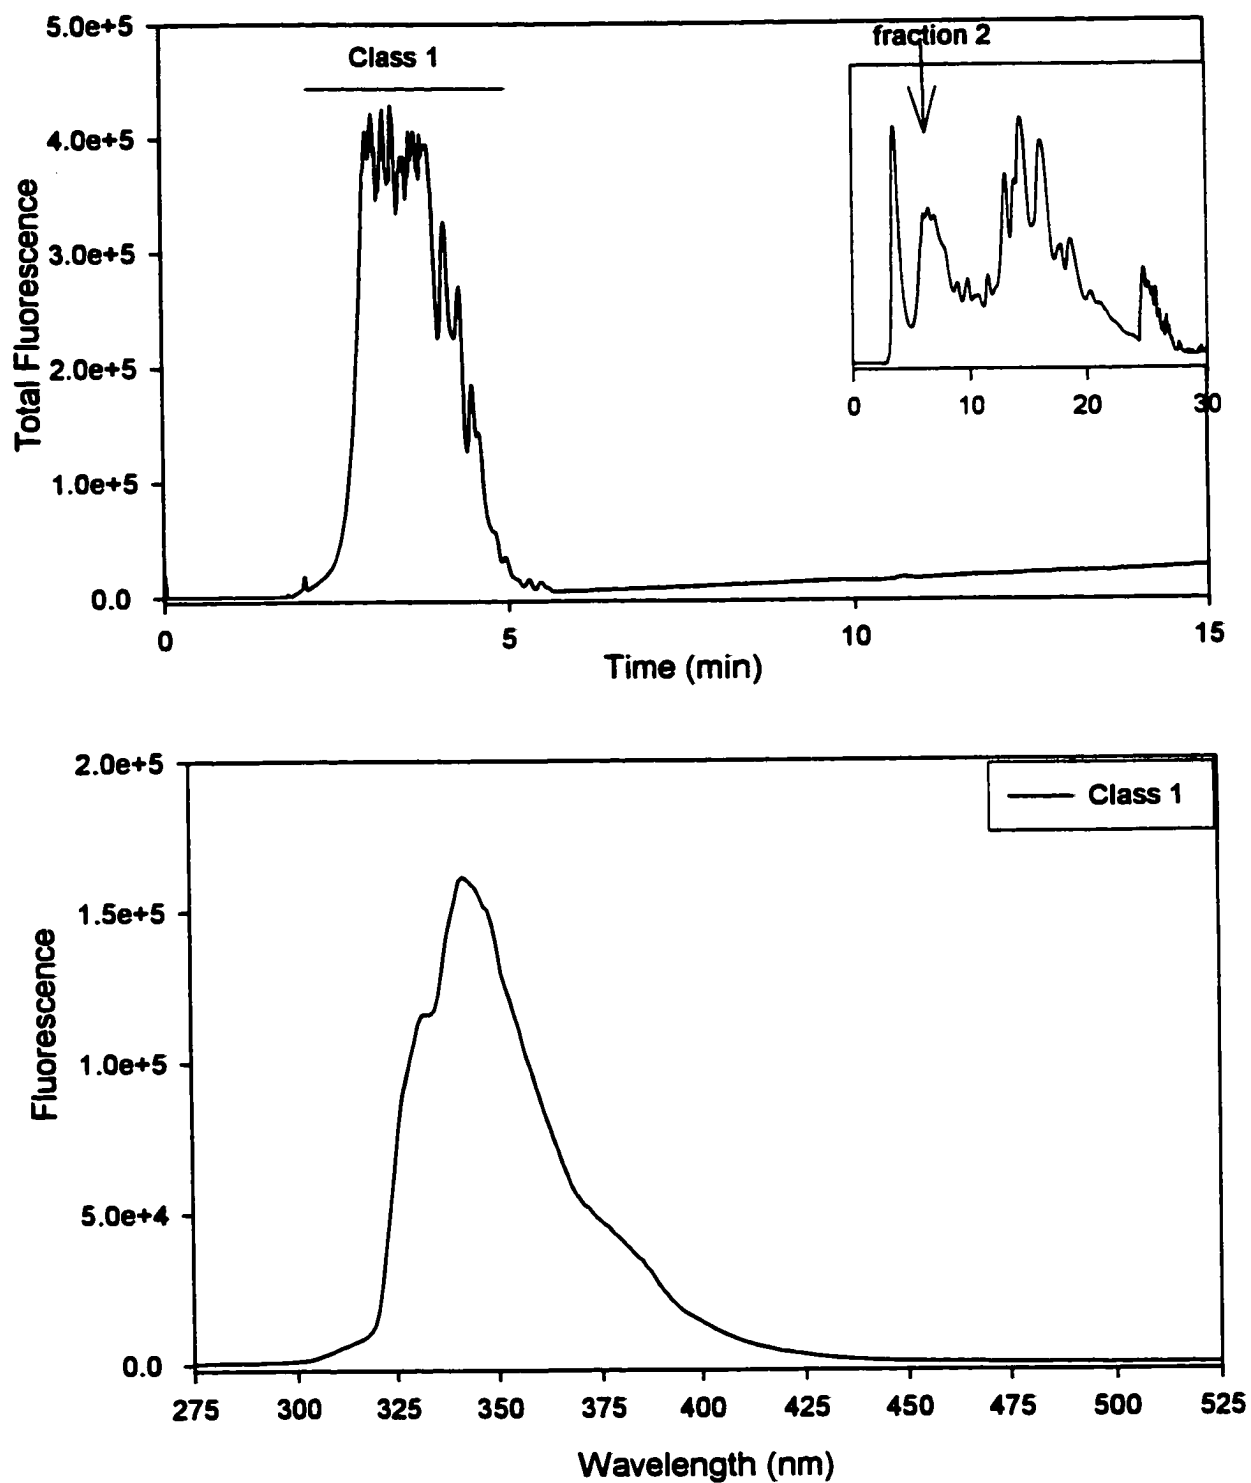 5.0e+5
4.0e+5
3.0e+5
2.0e+5
1.0e+5
0.0
Total Fluorescence
Class 1
fraction 2
0 10 20 30
0 5 10 15
Time (min)
2.0e+5
1.5e+5
1.0e+5
5.0e+4
0.0
Fluorescence
Class 1
275 300 325 350 375 400 425 450 475 500 525
Wavelength (nm)